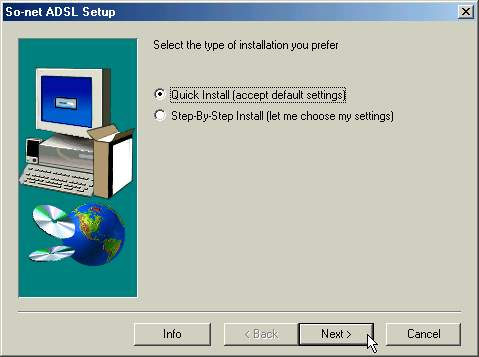 So-net ADSL Setup
Select the type of installation you prefer
Quick Install (accept default settings)
Step-By-Step Install (let me choose my settings)
Info
< Back
Next >
Cancel